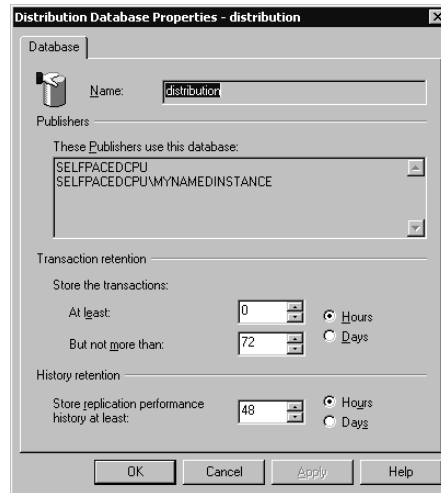 Distribution Database Properties - distribution
Database
Name: distribution
Publishers
These Publishers use this database:
SELFPACEDCPU
SELFPACEDCPU\MYNAMEDINSTANCE
Transaction retention
Store the transactions:
At least: 0 Hours
But not more than: 72 Days
History retention
Store replication performance history at least: 48 Hours
Days
OK Cancel Apply Help